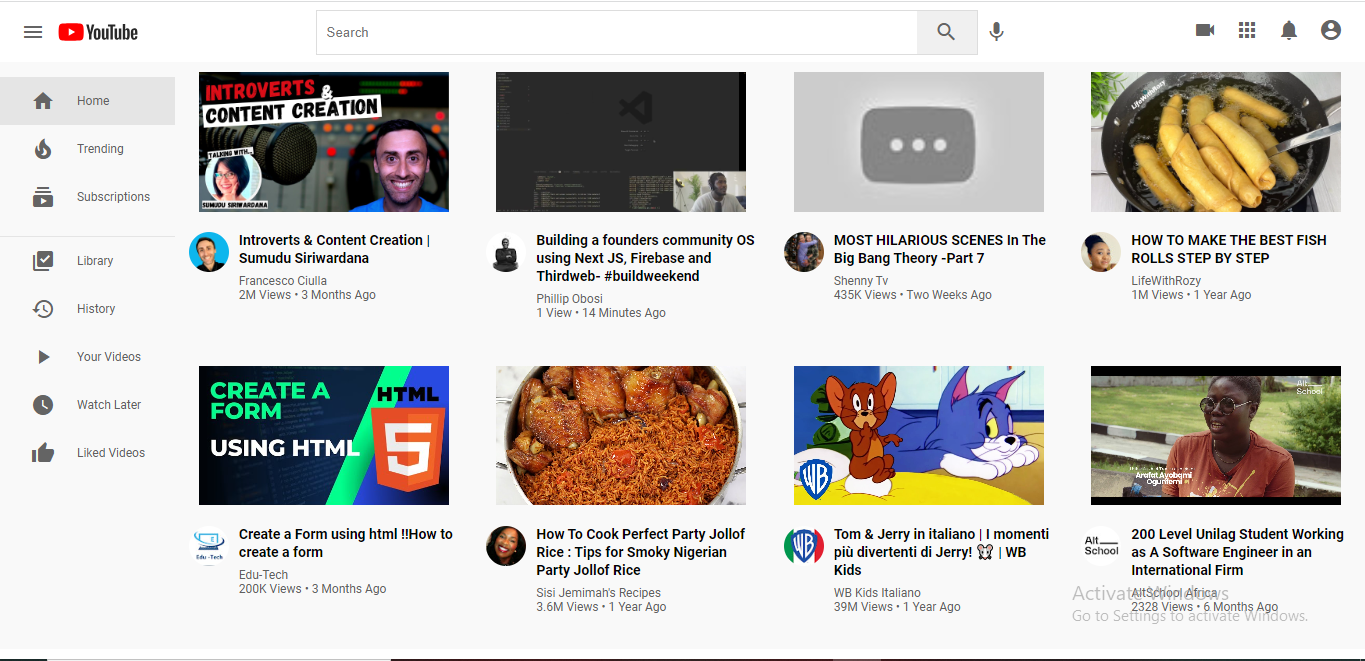 YouTube
Search
Home
Trending
Subscriptions
Library
History
Your Videos
Watch Later
Liked Videos
INTROVERTS &
CONTENT CREATION
TALKING WITH...
SUMUDU SIRIWARDANA
Introverts & Content Creation |
Sumudu Siriwardana
Francesco Ciulla
2M Views • 3 Months Ago
Building a founders community OS
using Next JS, Firebase and
Thirdweb- #buildweekend
Phillip Obosi
1 View • 14 Minutes Ago
MOST HILARIOUS SCENES In The
Big Bang Theory -Part 7
Shenny Tv
435K Views • Two Weeks Ago
LifeWithRozy
HOW TO MAKE THE BEST FISH
ROLLS STEP BY STEP
LifeWithRozy
1M Views • 1 Year Ago
CREATE A
FORM
USING HTML
HTML
5
Edu -Tech
Create a Form using html !!How to
create a form
Edu-Tech
200K Views • 3 Months Ago
How To Cook Perfect Party Jollof
Rice : Tips for Smoky Nigerian
Party Jollof Rice
Sisi Jemimah's Recipes
3.6M Views • 1 Year Ago
WB
WB
Tom & Jerry in italiano | I momenti
più divertenti di Jerry! 🐭 | WB
Kids
WB Kids Italiano
39M Views • 1 Year Ago
Alt
School
Arafat Ayobami
Ogunfemi
Alt
School
200 Level Unilag Student Working
as A Software Engineer in an
International Firm
AltSchool Africa
2328 Views • 6 Months Ago
Activate Windows
Go to Settings to activate Windows.